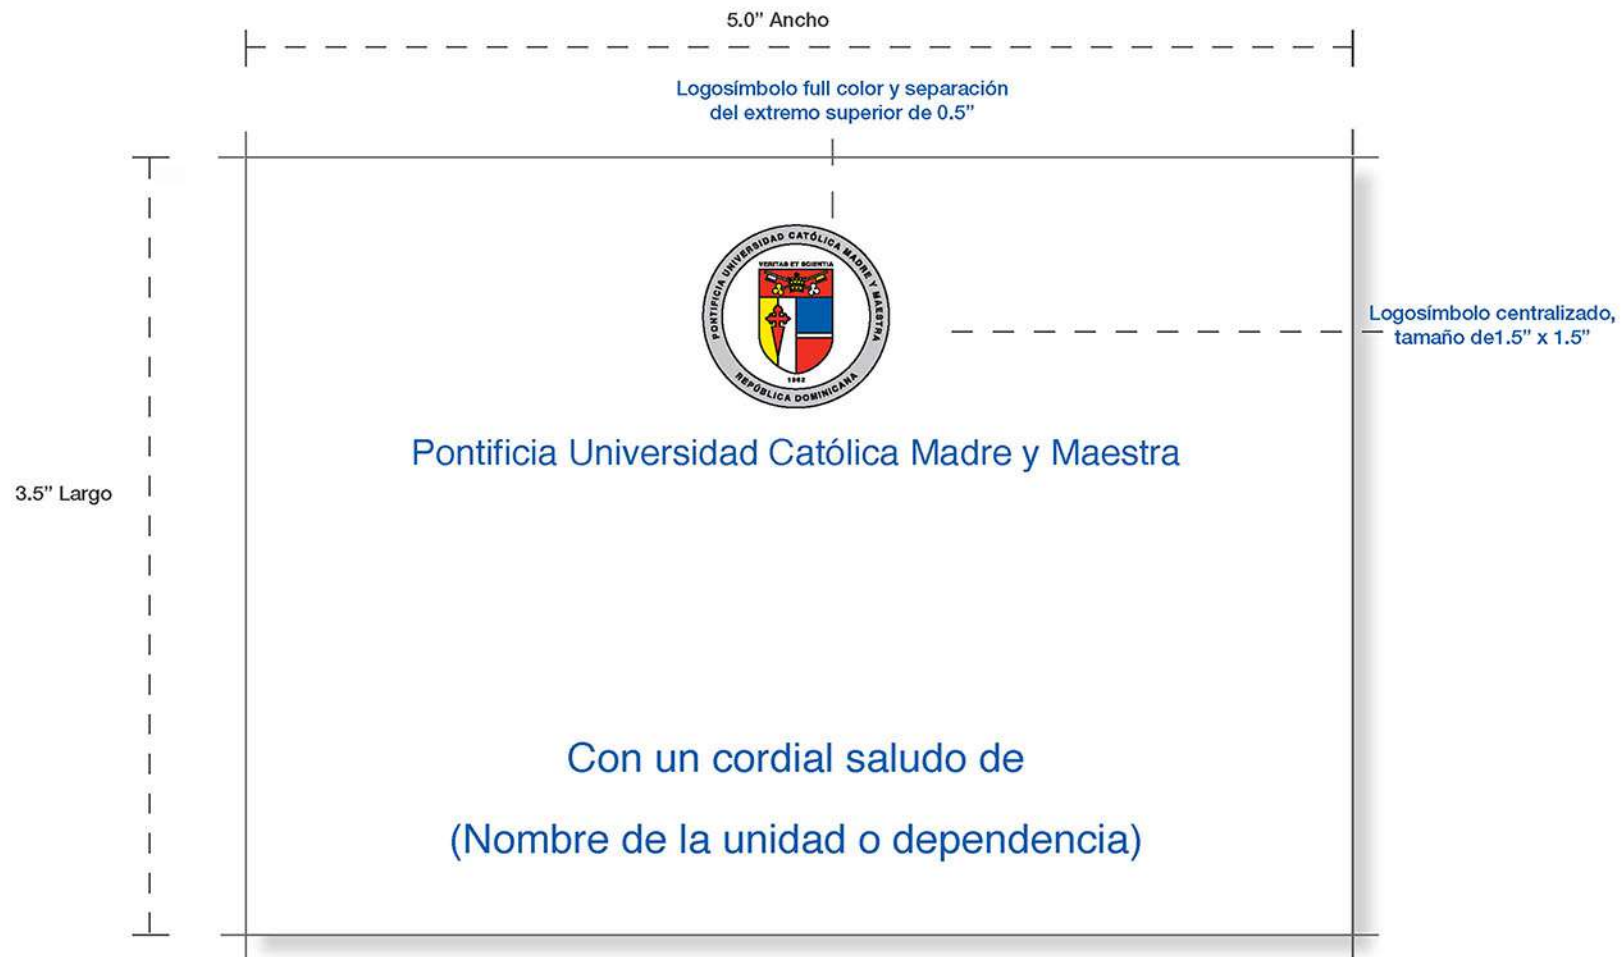 5.0” Ancho
Logosímbolo full color y separación
del extremo superior de 0.5”
PONTIFICIA UNIVERSIDAD CATÓLICA MADRE Y MAESTRA
VERITAS ET SCIENTIA
1962
REPÚBLICA DOMINICANA
Logosímbolo centralizado,
tamaño de1.5” x 1.5”
Pontificia Universidad Católica Madre y Maestra
3.5” Largo
Con un cordial saludo de
(Nombre de la unidad o dependencia)